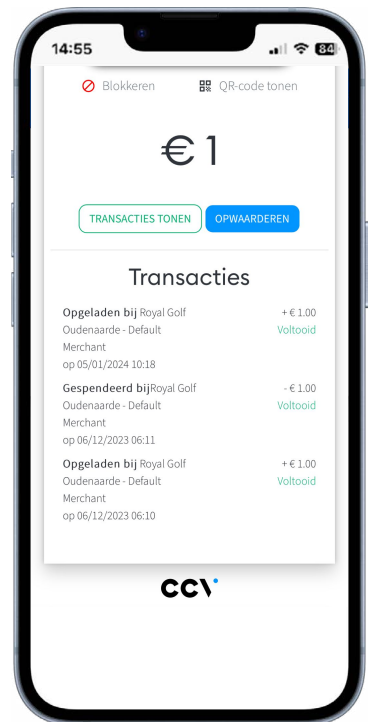 14:55
84
Blokkeren
QR-code tonen
€ 1
TRANSACTIES TONEN
OPWAARDEREN
Transacties
Opgeladen bij Royal Golf + € 1.00
Oudenaarde - Default Voltooid
Merchant
op 05/01/2024 10:18
Gespendeerd bijRoyal Golf - € 1.00
Oudenaarde - Default Voltooid
Merchant
op 06/12/2023 06:11
Opgeladen bij Royal Golf + € 1.00
Oudenaarde - Default Voltooid
Merchant
op 06/12/2023 06:10
CCV